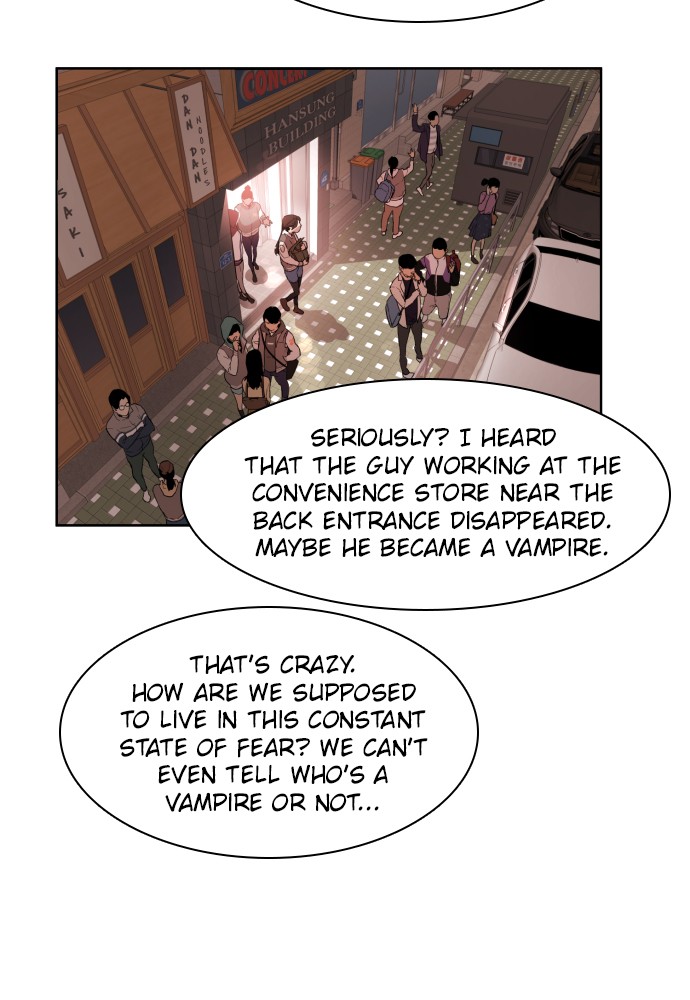 CONCEPT
HANSUNG
BUILDING
DAN DAN
NOODLES
SAKI
SERIOUSLY? I HEARD
THAT THE GUY WORKING AT THE
CONVENIENCE STORE NEAR THE
BACK ENTRANCE DISAPPEARED.
MAYBE HE BECAME A VAMPIRE.
THAT'S CRAZY.
HOW ARE WE SUPPOSED
TO LIVE IN THIS CONSTANT
STATE OF FEAR? WE CAN'T
EVEN TELL WHO'S A
VAMPIRE OR NOT...